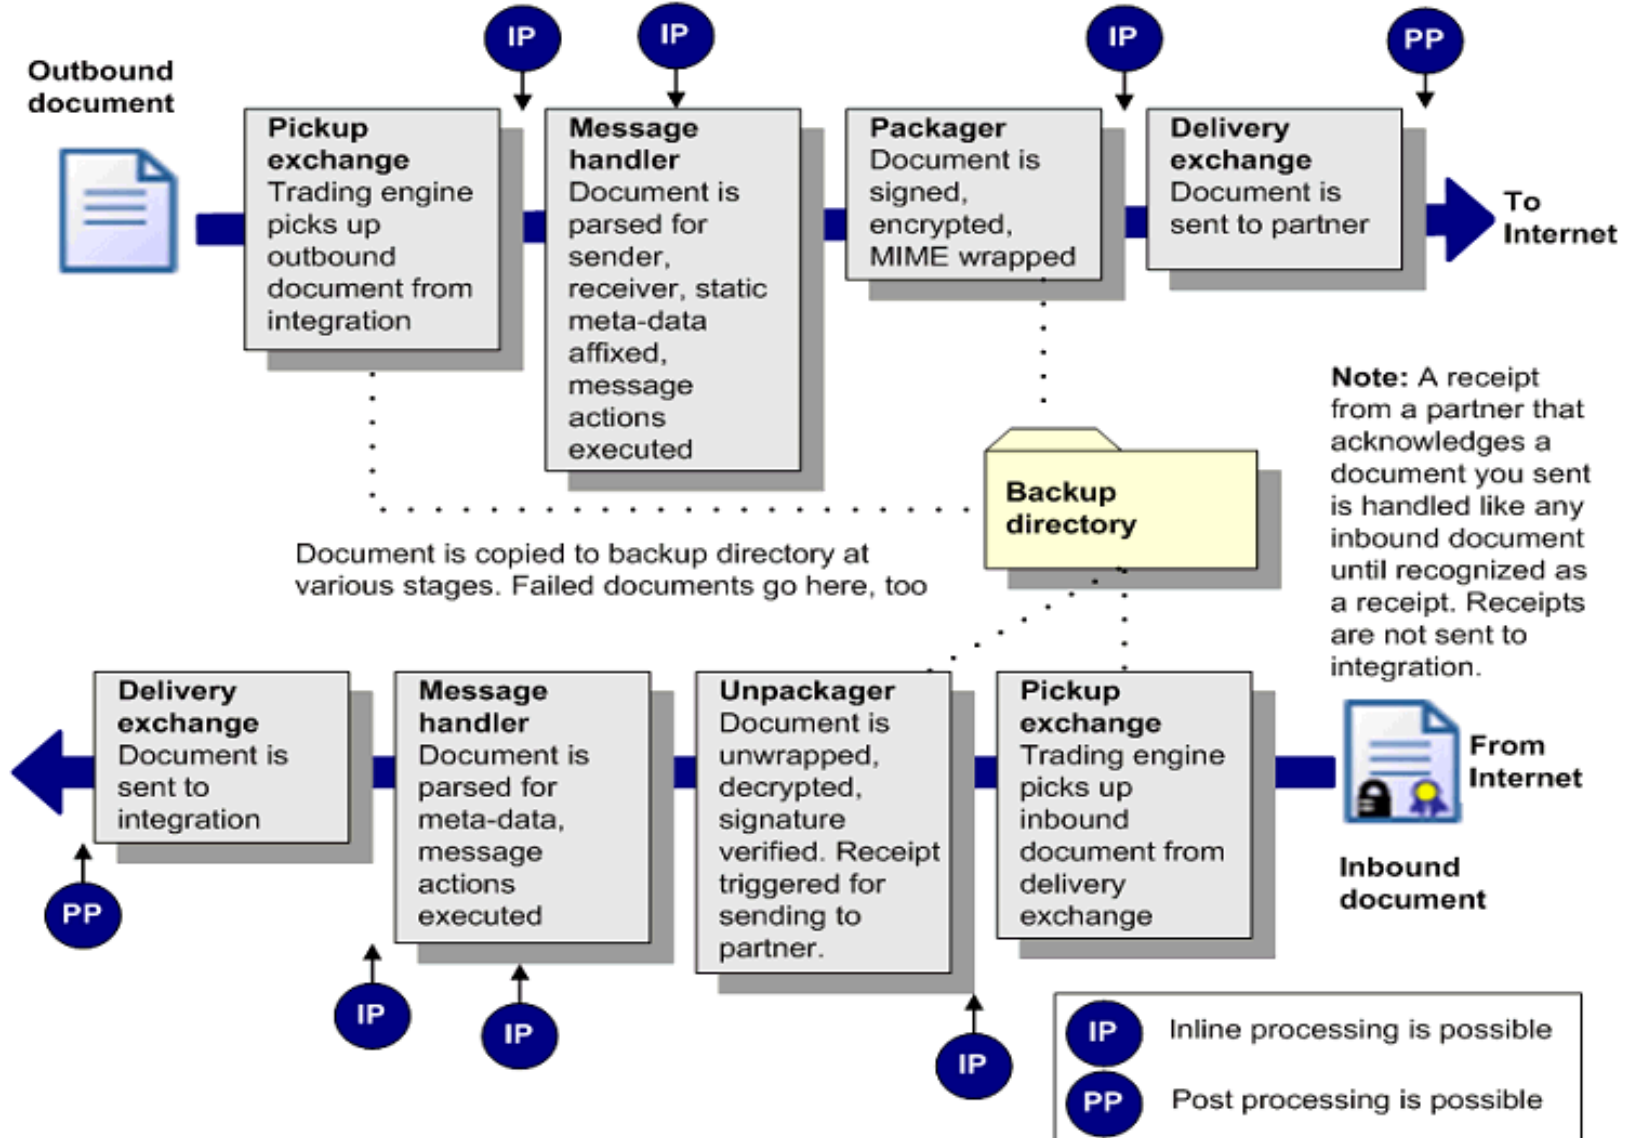 IP
IP
IP
PP
Outbound
document
Pickup
exchange
Trading engine
picks up
outbound
document from
integration
Message
handler
Document is
parsed for
sender,
receiver, static
meta-data
affixed,
message
actions
executed
Packager
Document is
signed,
encrypted,
MIME wrapped
Delivery
exchange
Document is
sent to partner
To
Internet
Note: A receipt
from a partner that
acknowledges a
document you sent
is handled like any
inbound document
until recognized as
a receipt. Receipts
are not sent to
integration.
Backup
directory
Document is copied to backup directory at
various stages. Failed documents go here, too
Delivery
exchange
Document is
sent to
integration
Message
handler
Document is
parsed for
meta-data,
message
actions
executed
Unpackager
Document is
unwrapped,
decrypted,
signature
verified. Receipt
triggered for
sending to
partner.
Pickup
exchange
Trading engine
picks up
inbound
document from
delivery
exchange
From
Internet
Inbound
document
PP
IP
IP
IP
IP Inline processing is possible
PP Post processing is possible